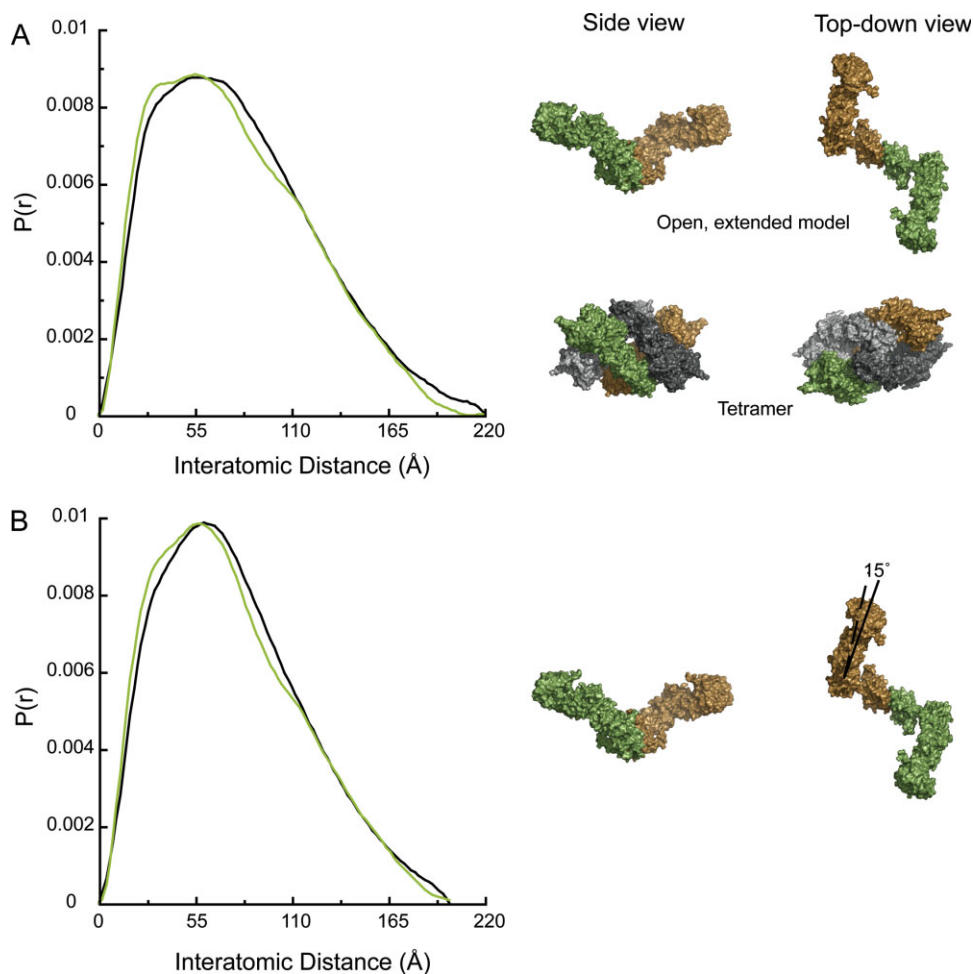 A
Side view
Top-down view
0.01
0.008
0.006
0.004
0.002
0
P(r)
0 55 110 165 220
Interatomic Distance (Å)
Open, extended model
Tetramer
B
0.01
0.008
0.006
0.004
0.002
0
P(r)
0 55 110 165 220
Interatomic Distance (Å)
15°